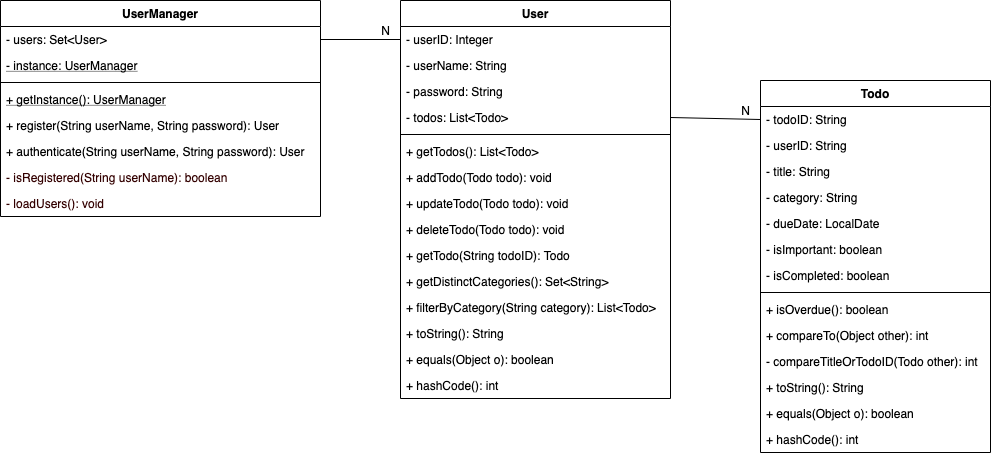 UserManager
- users: Set<User>
- instance: UserManager
+ getInstance(): UserManager
+ register(String userName, String password): User
+ authenticate(String userName, String password): User
- isRegistered(String userName): boolean
- loadUsers(): void
N
User
- userID: Integer
- userName: String
- password: String
- todos: List<Todo>
+ getTodos(): List<Todo>
+ addTodo(Todo todo): void
+ updateTodo(Todo todo): void
+ deleteTodo(Todo todo): void
+ getTodo(String todoID): Todo
+ getDistinctCategories(): Set<String>
+ filterByCategory(String category): List<Todo>
+ toString(): String
+ equals(Object o): boolean
+ hashCode(): int
N
Todo
- todoID: String
- userID: String
- title: String
- category: String
- dueDate: LocalDate
- isImportant: boolean
- isCompleted: boolean
+ isOverdue(): boolean
+ compareTo(Object other): int
- compareTitleOrTodoID(Todo other): int
+ toString(): String
+ equals(Object o): boolean
+ hashCode(): int